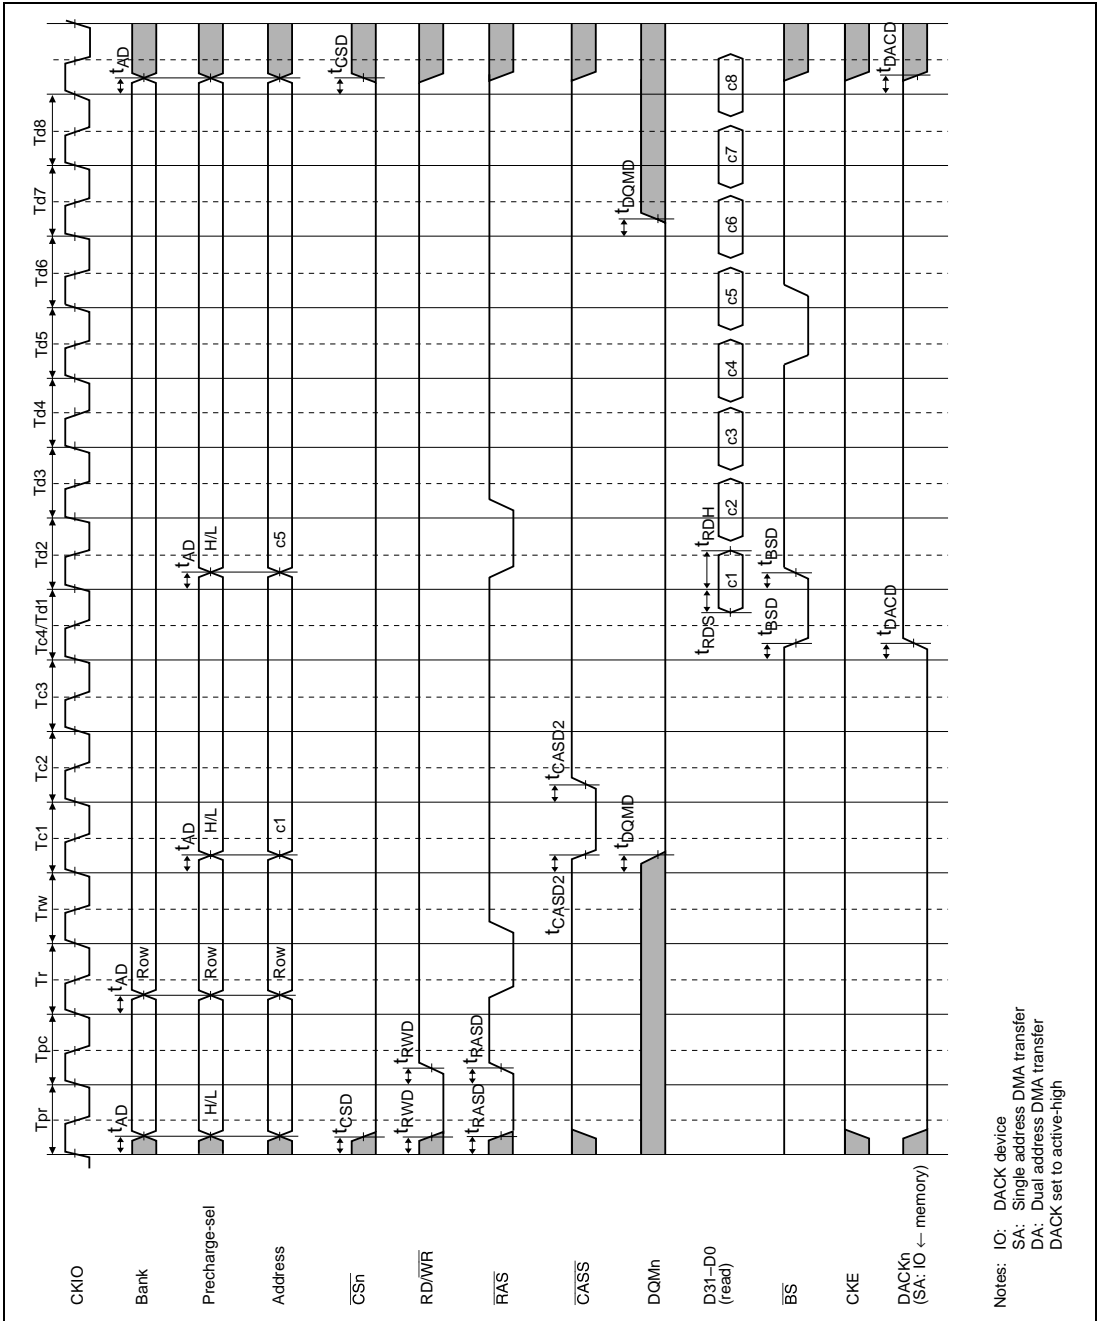 Tpr Tpc Tr Trw Tc1 Tc2 Tc3 Tc4/Td1 Td2 Td3 Td4 Td5 Td6 Td7 Td8
CKIO
tAD tAD tAD
Bank Row
tAD tAD
Precharge-sel H/L Row H/L H/L
Address Row c1 c5
tCSD tCSD
CSn
tRWD tRWD
RD/WR
tRASD tRASD
RAS
tCASD2 tCASD2
CASS
tDQMD tDQMD
DQMn
tRDS tRDH
D31–D0
(read)
c1 c2 c3 c4 c5 c6 c7 c8
tBSD tBSD
BS
CKE
tDACD tDACD
DACKn
(SA: IO ← memory)
Notes: IO: DACK device
SA: Single address DMA transfer
DA: Dual address DMA transfer
DACK set to active-high